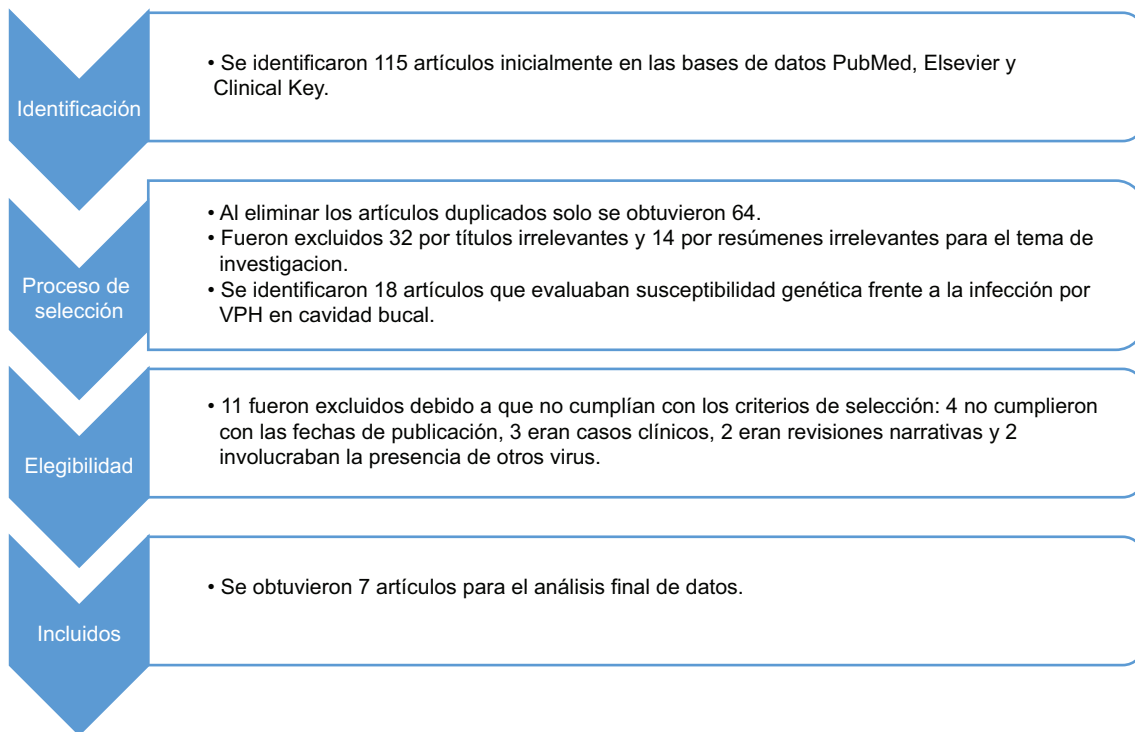 Identificación
• Se identificaron 115 artículos inicialmente en las bases de datos PubMed, Elsevier y
Clinical Key.
Proceso de
selección
• Al eliminar los artículos duplicados solo se obtuvieron 64.
• Fueron excluidos 32 por títulos irrelevantes y 14 por resúmenes irrelevantes para el tema de
investigacion.
• Se identificaron 18 artículos que evaluaban susceptibilidad genética frente a la infección por
VPH en cavidad bucal.
Elegibilidad
• 11 fueron excluidos debido a que no cumplían con los criterios de selección: 4 no cumplieron
con las fechas de publicación, 3 eran casos clínicos, 2 eran revisiones narrativas y 2
involucraban la presencia de otros virus.
Incluidos
• Se obtuvieron 7 artículos para el análisis final de datos.